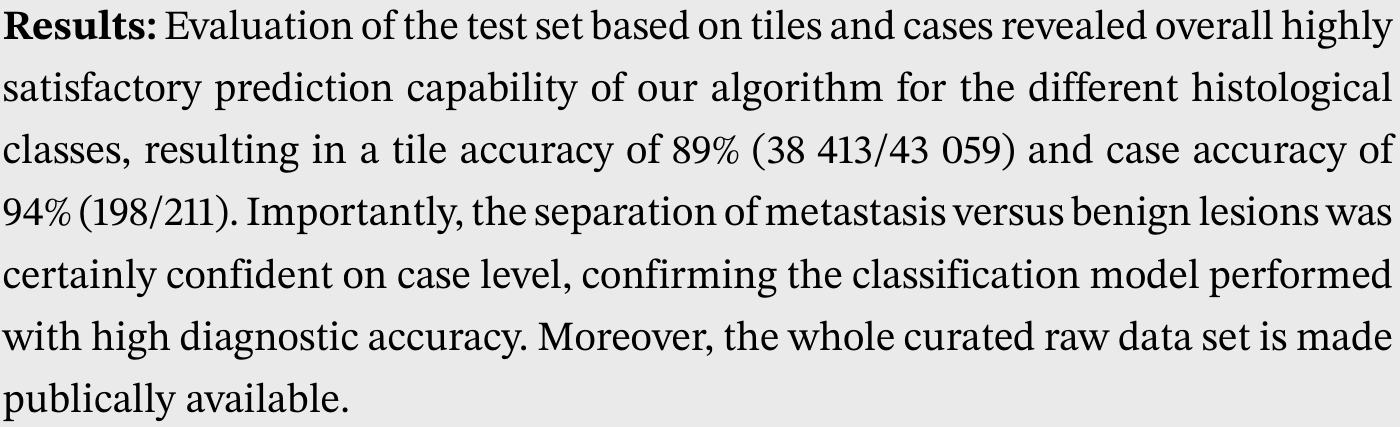 Results: Evaluation of the test set based on tiles and cases revealed overall highly
satisfactory prediction capability of our algorithm for the different histological
classes, resulting in a tile accuracy of 89% (38 413/43 059) and case accuracy of
94% (198/211). Importantly, the separation of metastasis versus benign lesions was
certainly confident on case level, confirming the classification model performed
with high diagnostic accuracy. Moreover, the whole curated raw data set is made
publically available.